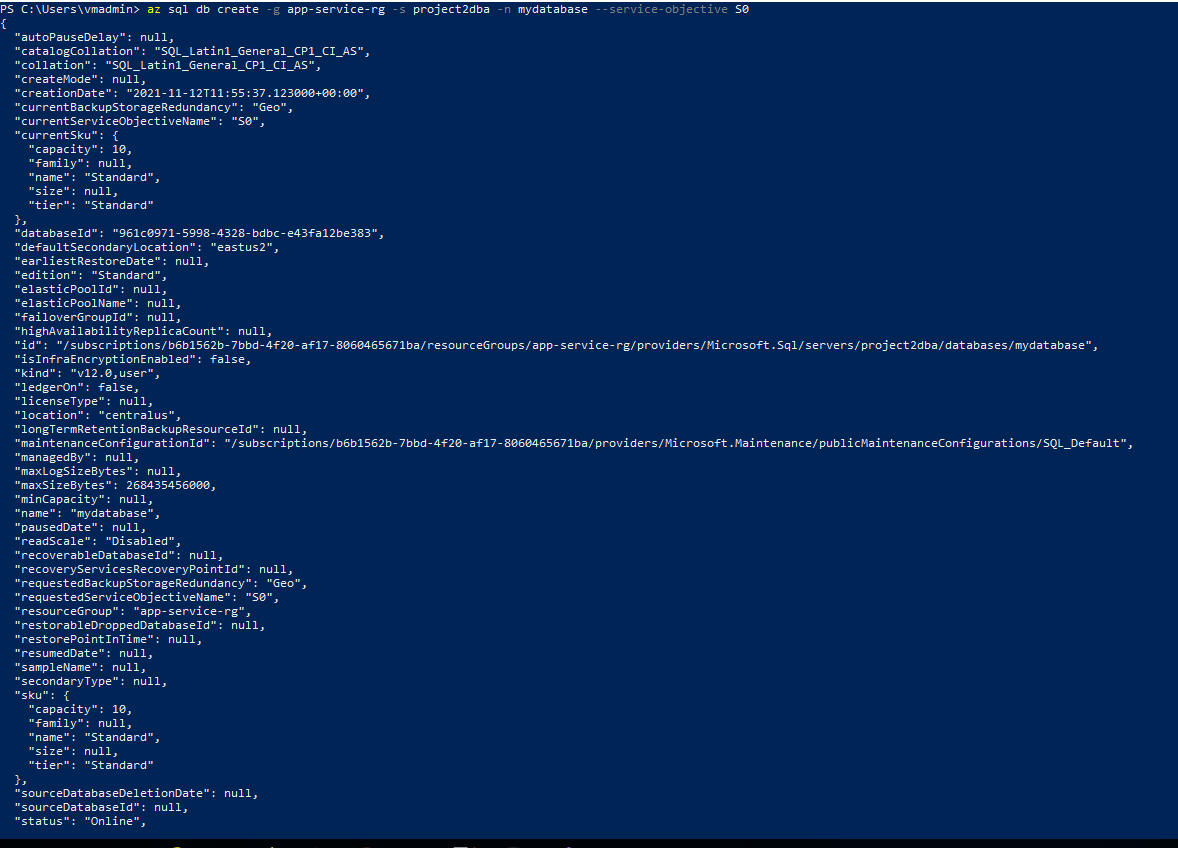 PS C:\Users\vmadmin> az sql db create -g app-service-rg -s project2dba -n mydatabase --service-objective S0
{
  "autoPauseDelay": null,
  "catalogCollation": "SQL_Latin1_General_CP1_CI_AS",
  "collation": "SQL_Latin1_General_CP1_CI_AS",
  "createMode": null,
  "creationDate": "2021-11-12T11:55:37.123000+00:00",
  "currentBackupStorageRedundancy": "Geo",
  "currentServiceObjectiveName": "S0",
  "currentSku": {
    "capacity": 10,
    "family": null,
    "name": "Standard",
    "size": null,
    "tier": "Standard"
  },
  "databaseId": "961c0971-5998-4328-bdbc-e43fa12be383",
  "defaultSecondaryLocation": "eastus2",
  "earliestRestoreDate": null,
  "edition": "Standard",
  "elasticPoolId": null,
  "elasticPoolName": null,
  "failoverGroupId": null,
  "highAvailabilityReplicaCount": null,
  "id": "/subscriptions/b6b1562b-7bbd-4f20-af17-8060465671ba/resourceGroups/app-service-rg/providers/Microsoft.Sql/servers/project2dba/databases/mydatabase",
  "isInfraEncryptionEnabled": false,
  "kind": "v12.0,user",
  "ledgerOn": false,
  "licenseType": null,
  "location": "centralus",
  "longTermRetentionBackupResourceId": null,
  "maintenanceConfigurationId": "/subscriptions/b6b1562b-7bbd-4f20-af17-8060465671ba/providers/Microsoft.Maintenance/publicMaintenanceConfigurations/SQL_Default",
  "managedBy": null,
  "maxLogSizeBytes": null,
  "maxSizeBytes": 268435456000,
  "minCapacity": null,
  "name": "mydatabase",
  "pausedDate": null,
  "readScale": "Disabled",
  "recoverableDatabaseId": null,
  "recoveryServicesRecoveryPointId": null,
  "requestedBackupStorageRedundancy": "Geo",
  "requestedServiceObjectiveName": "S0",
  "resourceGroup": "app-service-rg",
  "restorableDroppedDatabaseId": null,
  "restorePointInTime": null,
  "resumedDate": null,
  "sampleName": null,
  "secondaryType": null,
  "sku": {
    "capacity": 10,
    "family": null,
    "name": "Standard",
    "size": null,
    "tier": "Standard"
  },
  "sourceDatabaseDeletionDate": null,
  "sourceDatabaseId": null,
  "status": "Online",